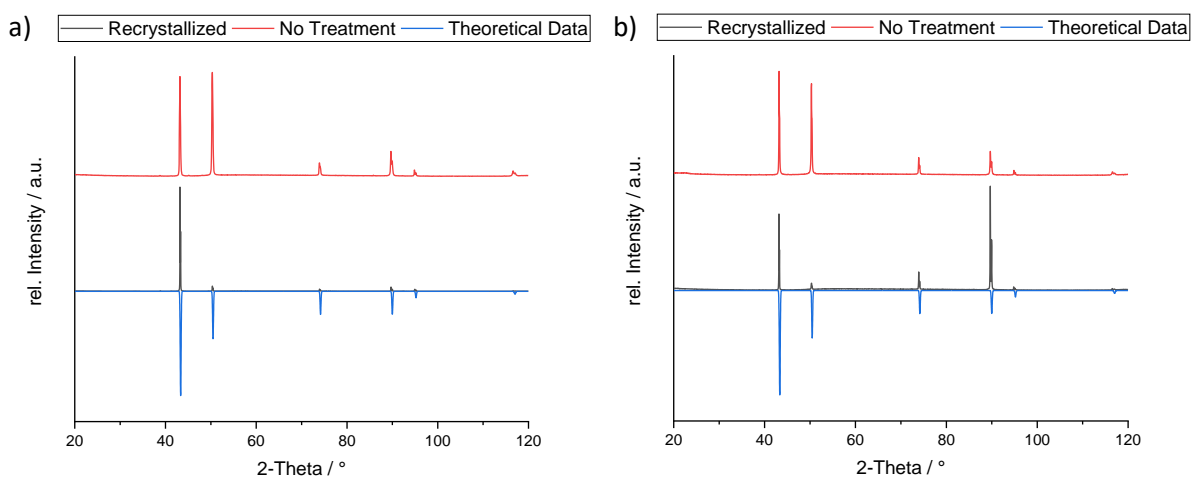 a)
Recrystallized No Treatment Theoretical Data
rel. Intensity / a.u.
20 40 60 80 100 120
2-Theta / °
b)
Recrystallized No Treatment Theoretical Data
rel. Intensity / a.u.
20 40 60 80 100 120
2-Theta / °